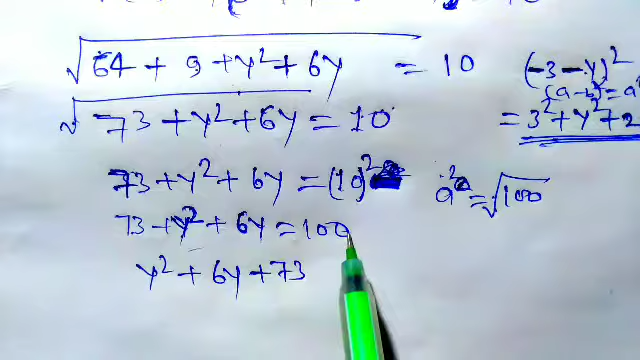 √64 + 9 + y² + 6y = 10
(-3 - y)²
(a-b)² = a²
√73 + y² + 6y = 10
= 3² + y² + 2
73 + y² + 6y = (10)²
a² = √100
73 + y² + 6y = 100
y² + 6y + 73